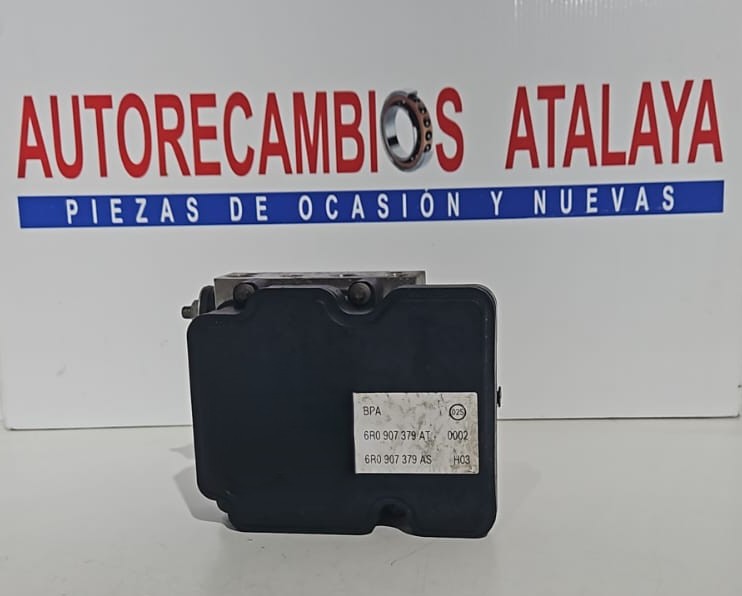 AUTORECAMBIOS ATALAYA
PIEZAS DE OCASIÓN Y NUEVAS
BPA 025
6R0 907 379 AT 0002
6R0 907 379 AS H03